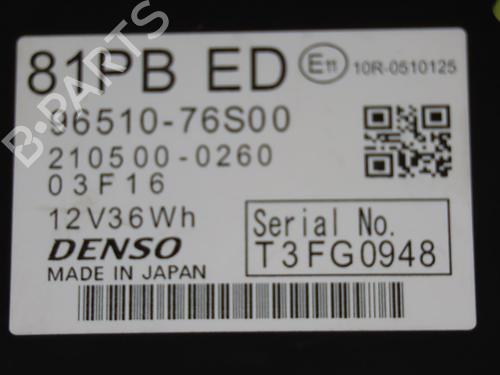 81PB ED
E11 10R-0510125
96510-76S00
210500-0260
03F16
12V36Wh
DENSO
MADE IN JAPAN
Serial No.
T3FG0948
B-PARTS